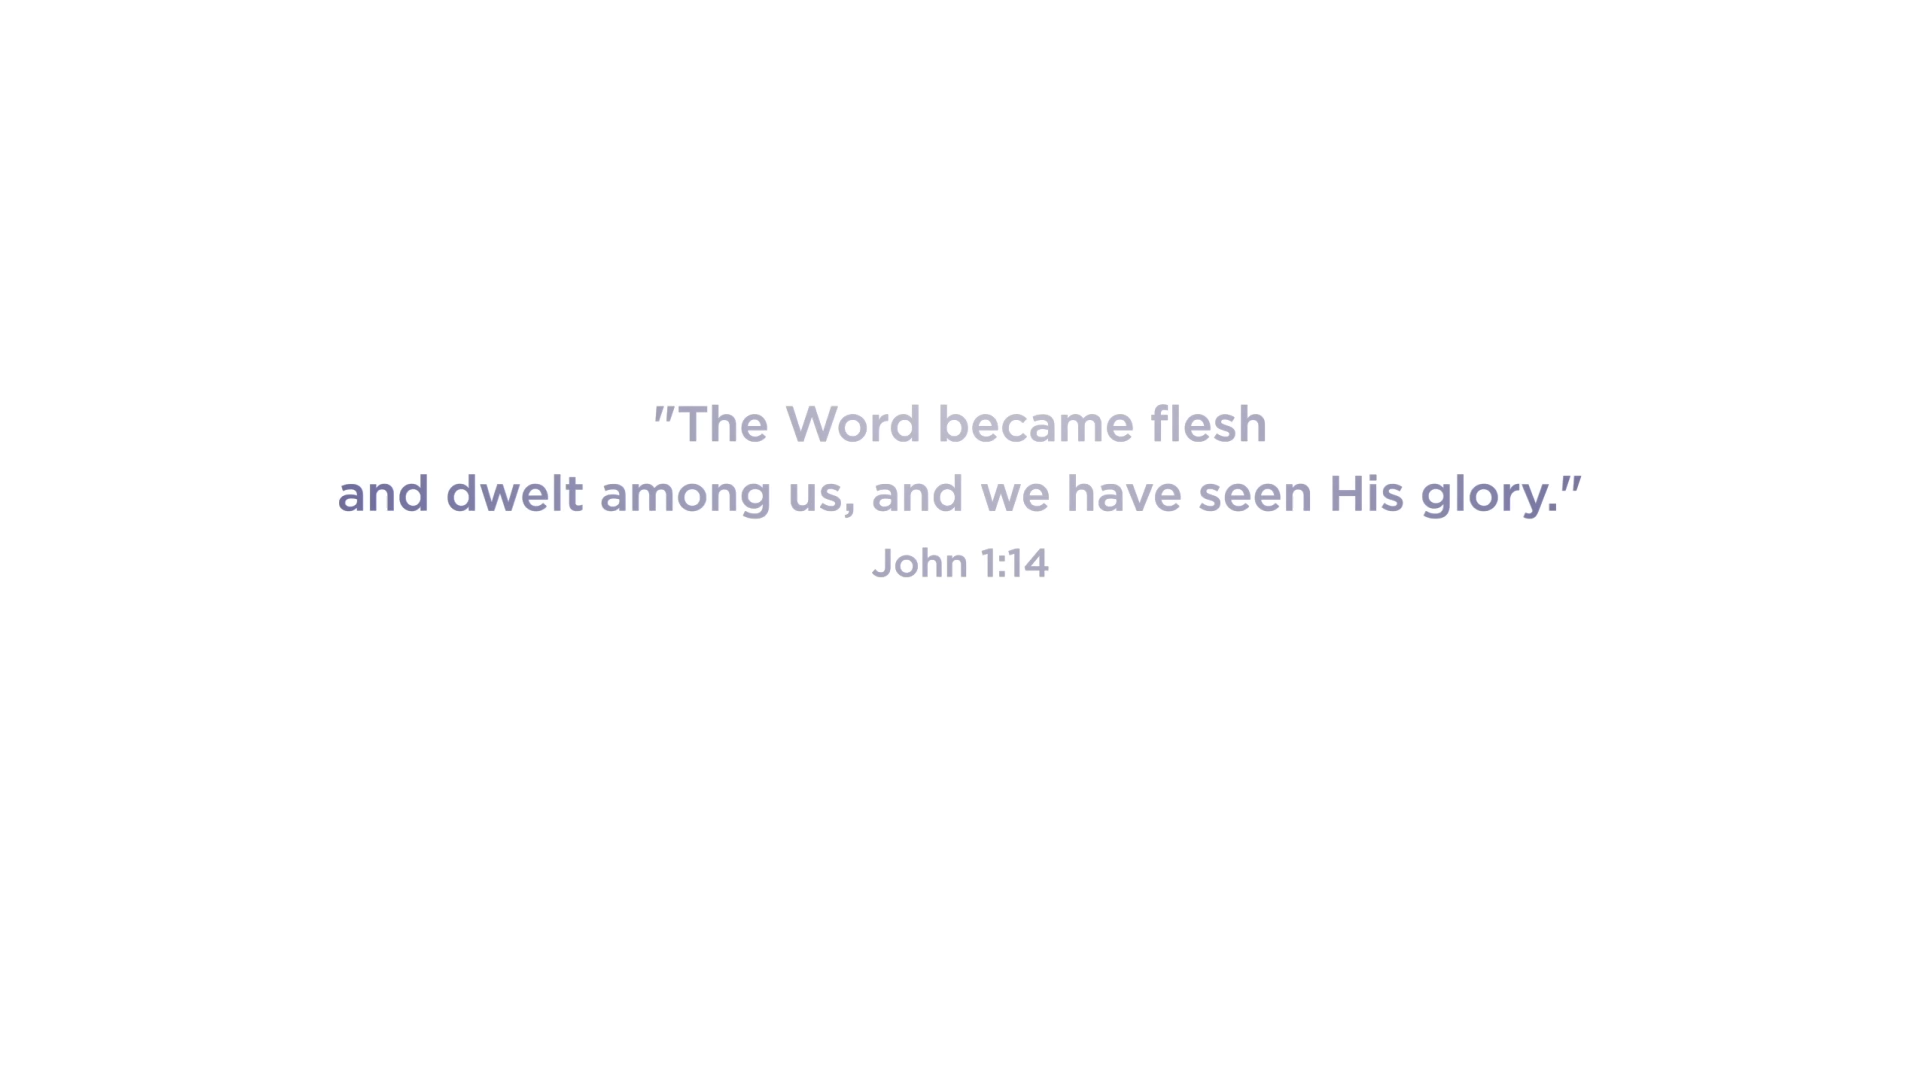 "The Word became flesh
and dwelt among us, and we have seen His glory."
John 1:14